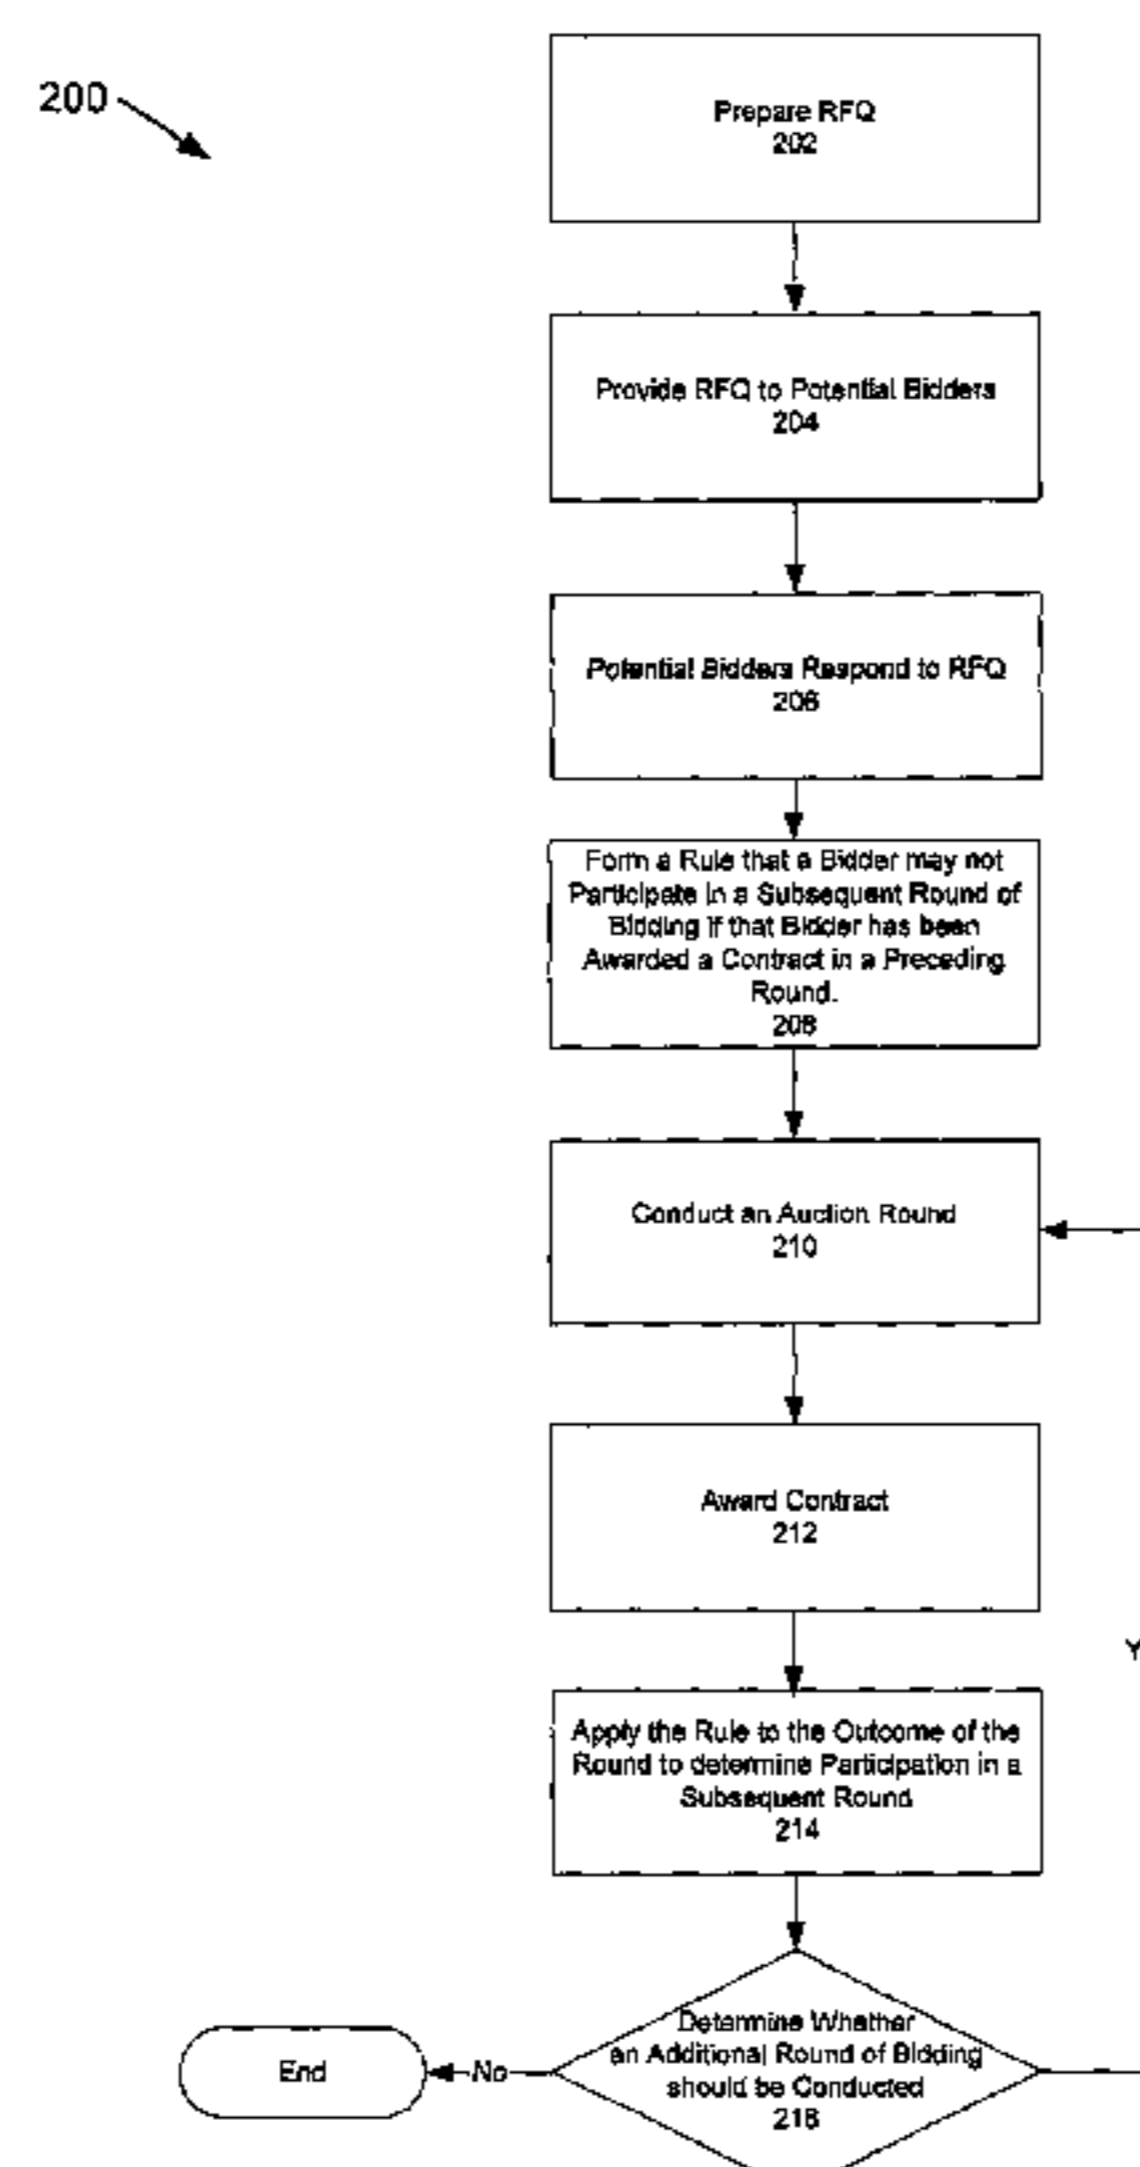 200
Prepare RFQ
202
Provide RFQ to Potential Bidders
204
Potential Bidders Respond to RFQ
206
Form a Rule that a Bidder may not
Participate in a Subsequent Round of
Bidding if that Bidder has been
Awarded a Contract in a Preceding
Round.
208
Conduct an Auction Round
210
Award Contract
212
Y
Apply the Rule to the Outcome of the
Round to determine Participation in a
Subsequent Round
214
Determine Whether
an Additional Round of Bidding
should be Conducted
218
No
End